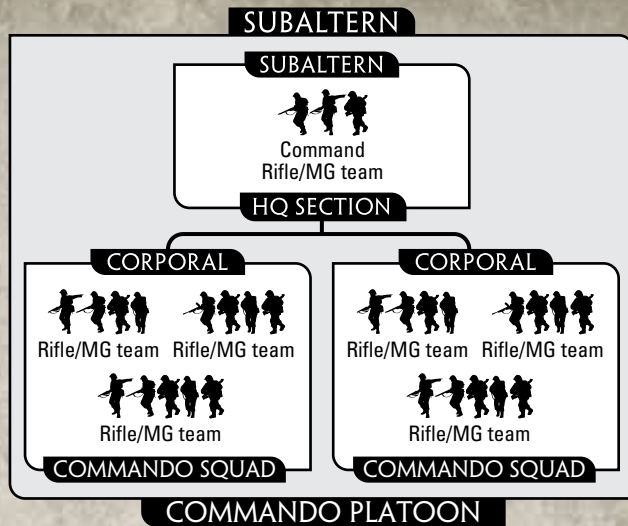 SUBALTERN
SUBALTERN
Command
Rifle/MG team
HQ SECTION
CORPORAL
Rifle/MG team Rifle/MG team
Rifle/MG team
COMMANDO SQUAD
CORPORAL
Rifle/MG team Rifle/MG team
Rifle/MG team
COMMANDO SQUAD
COMMANDO PLATOON